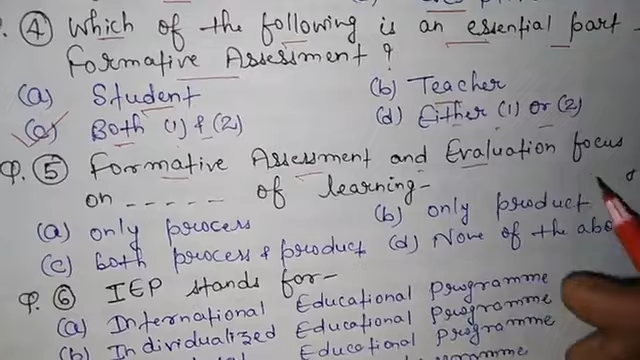 ④ Which of the following is an essential part
Formative Assessment ?
(a) Student (b) Teacher
(c) Both (1) & (2) (d) Either (1) or (2)
Q. ⑤ Formative Assessment and Evaluation focus
on _ _ _ _ _ of learning-
(a) only process (b) only product
(c) both process & product (d) None of the abo
Q. ⑥ IEP stands for-
(a) International Educational programme
(b) Individualized Educational programme
Educational programme